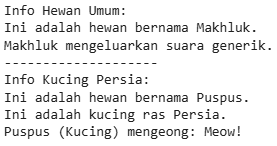 Info Hewan Umum:
Ini adalah hewan bernama Makhluk.
Makhluk mengeluarkan suara generik.
--------------------
Info Kucing Persia:
Ini adalah hewan bernama Puspus.
Ini adalah kucing ras Persia.
Puspus (Kucing) mengeong: Meow!